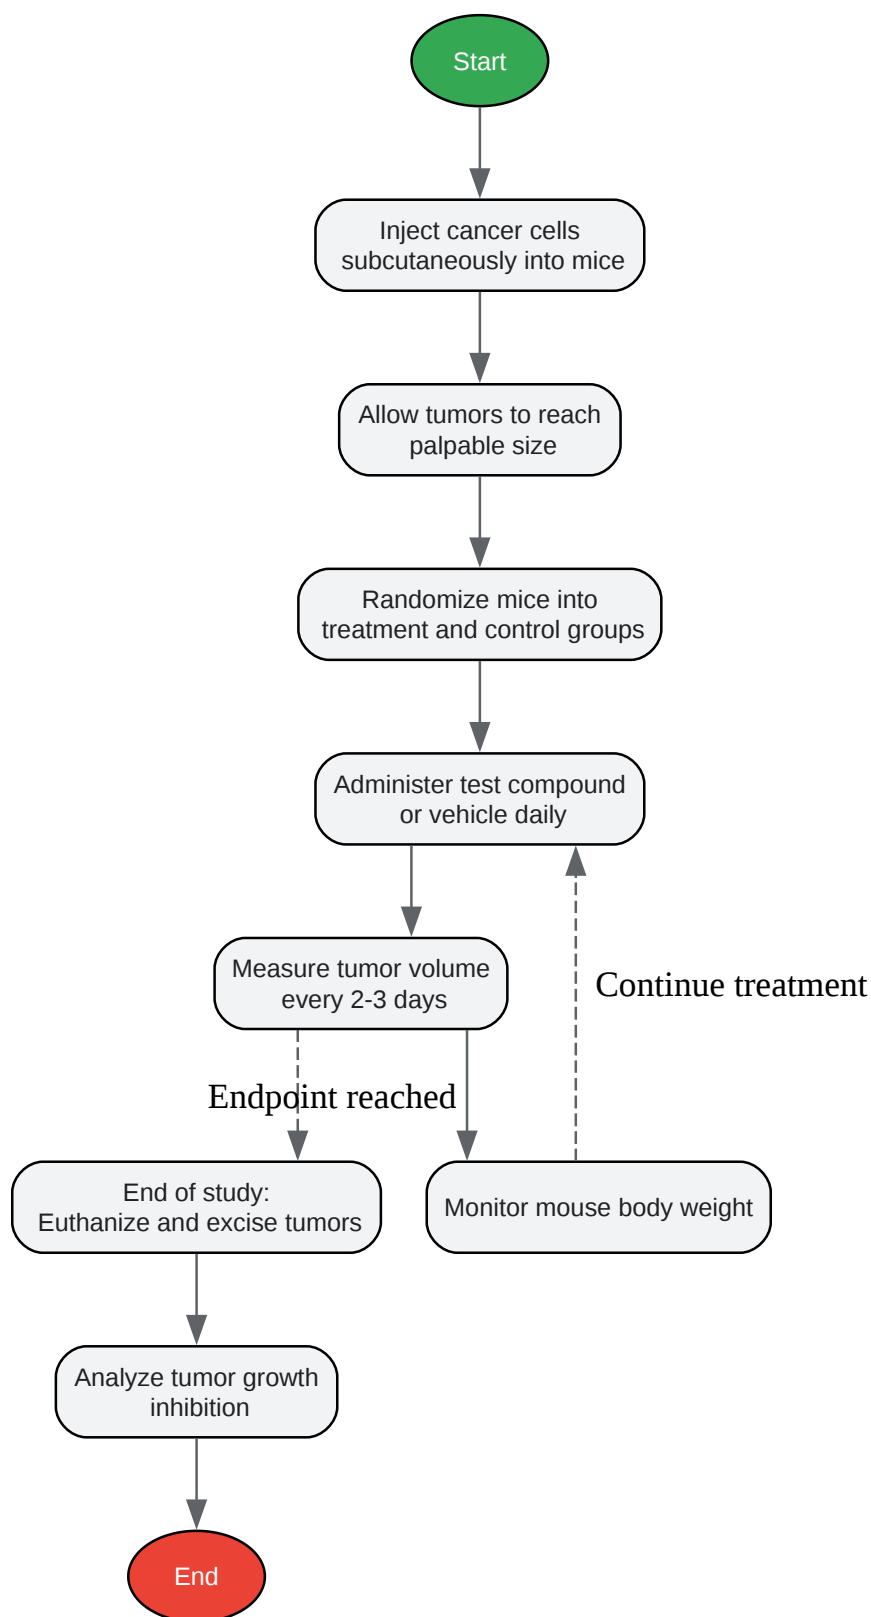 Start
Inject cancer cells
subcutaneously into mice
Allow tumors to reach
palpable size
Randomize mice into
treatment and control groups
Administer test compound
or vehicle daily
Measure tumor volume
every 2-3 days
Continue treatment
Endpoint reached
End of study:
Euthanize and excise tumors
Monitor mouse body weight
Analyze tumor growth
inhibition
End